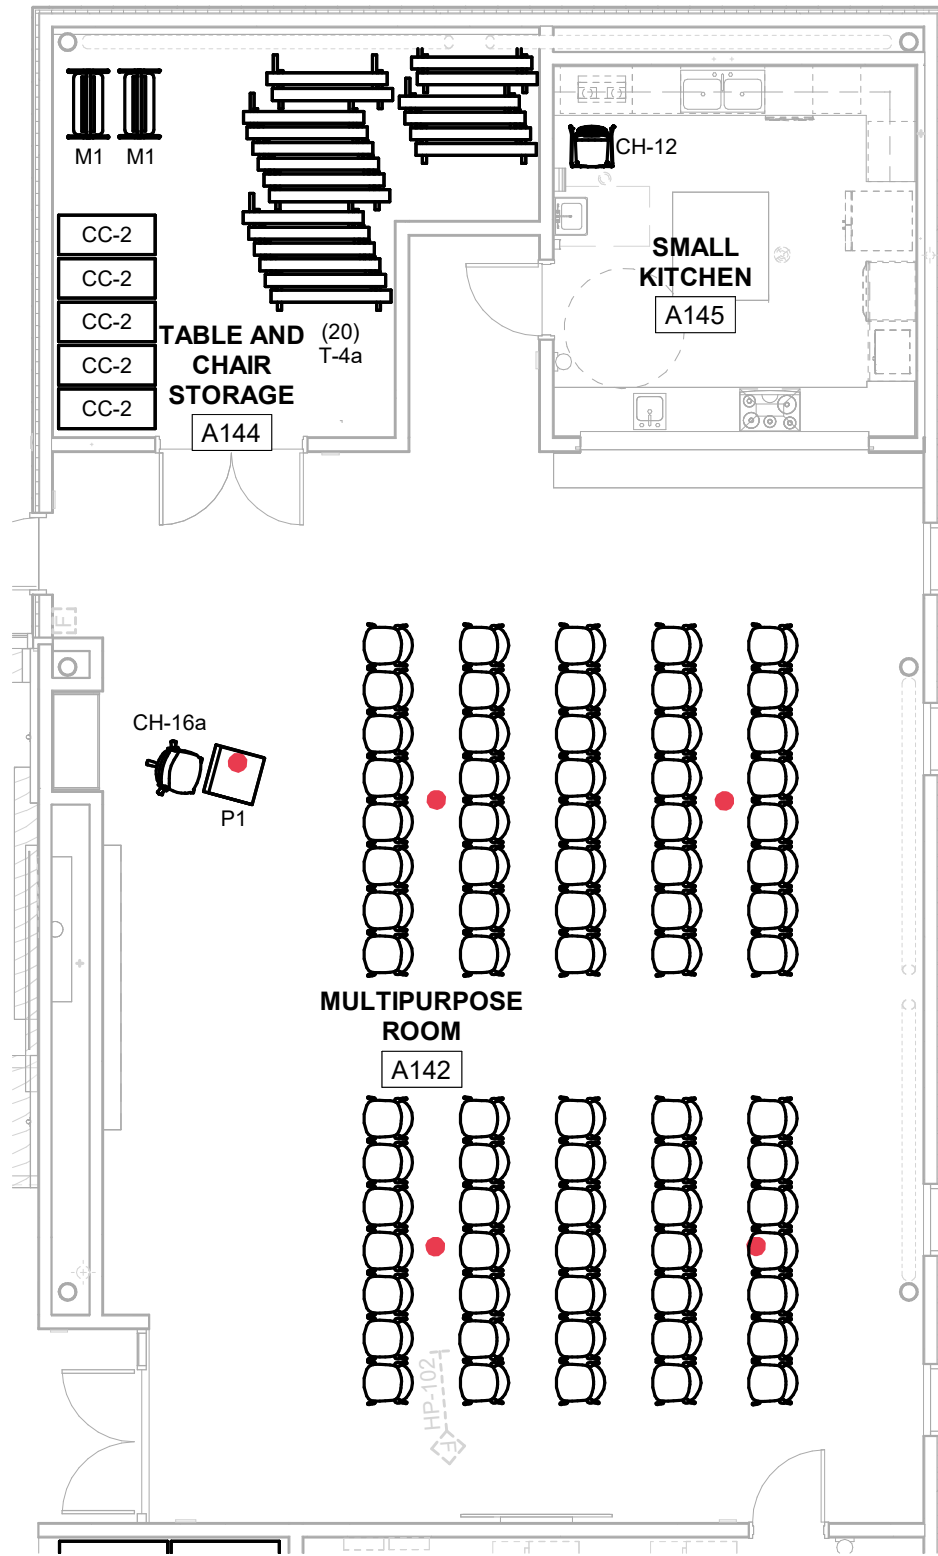 M1
M1
CH-12
CC-2
CC-2
CC-2
CC-2
CC-2
SMALL
KITCHEN
A145
TABLE AND
CHAIR
STORAGE
A144
(20)
T-4a
F
CH-16a
P1
MULTIPURPOSE
ROOM
A142
HP-102
F